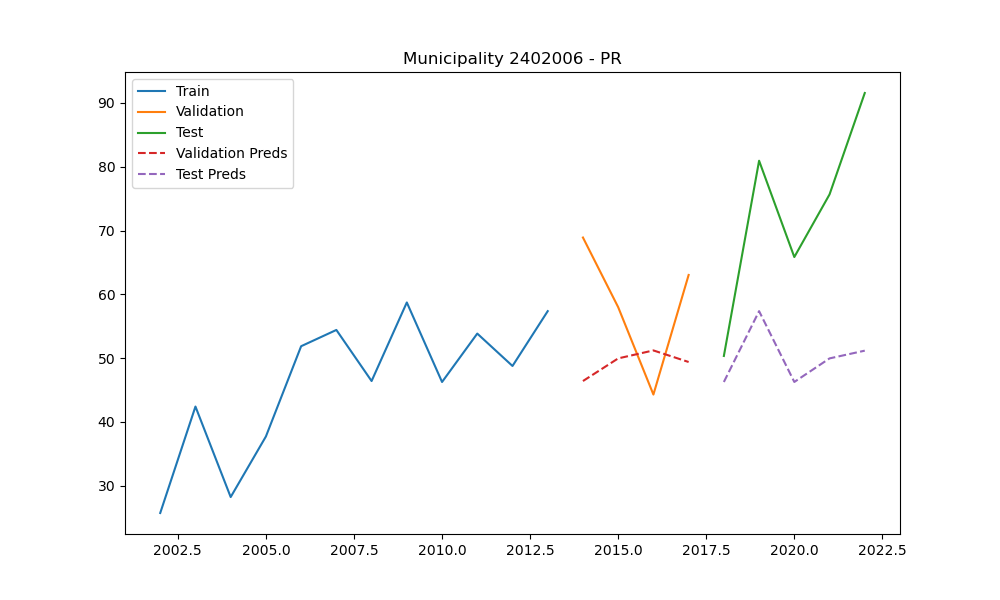 Municipality 2402006 - PR
Train
Validation
Test
Validation Preds
Test Preds
90
80
70
60
50
40
30
2002.5 2005.0 2007.5 2010.0 2012.5 2015.0 2017.5 2020.0 2022.5